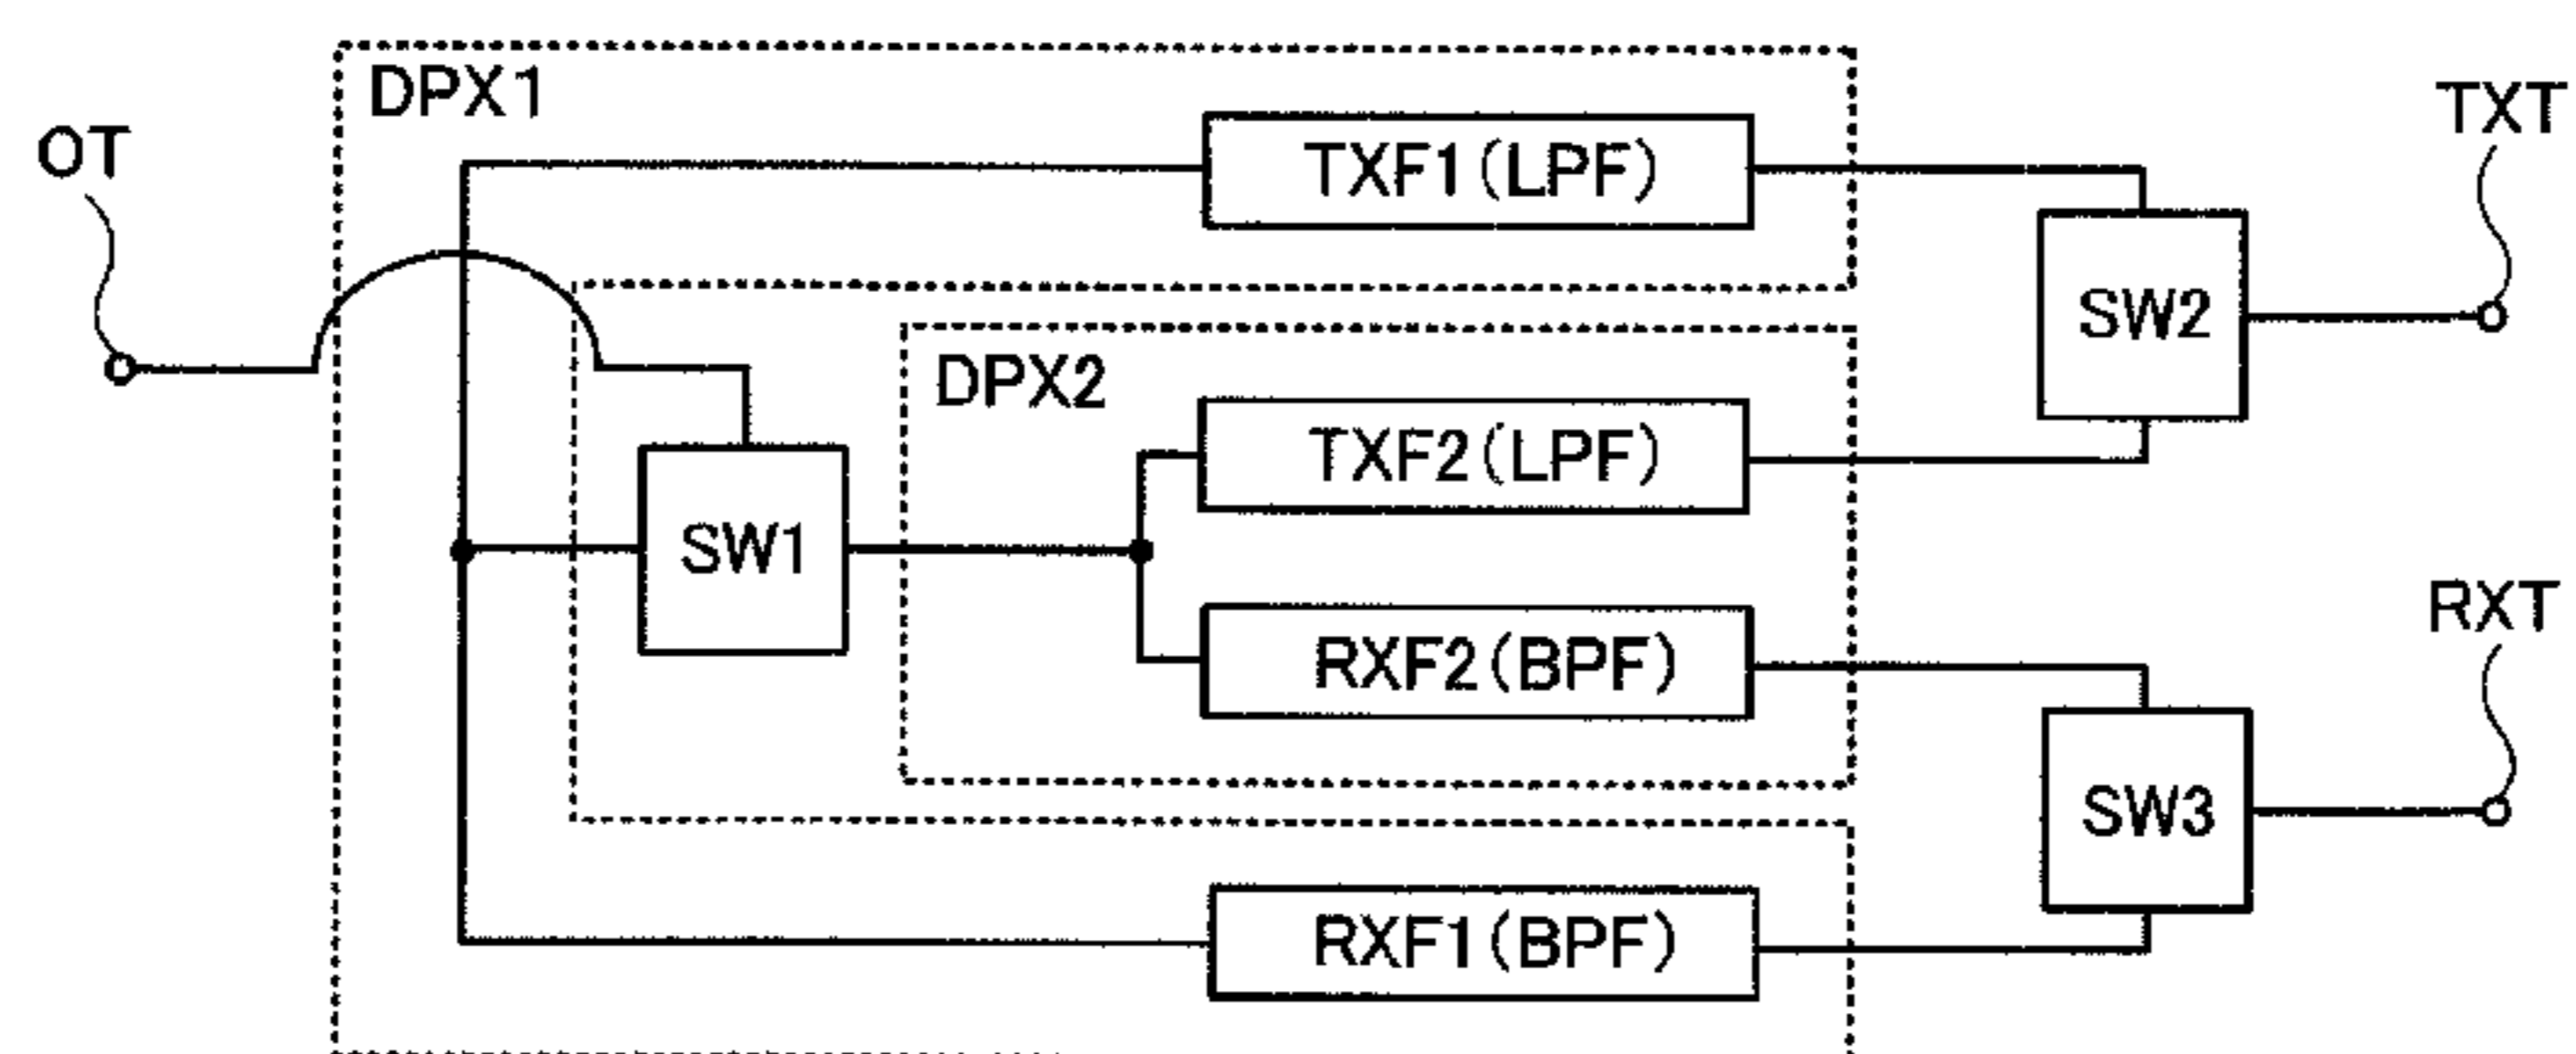 DPX1
OT
TXF1(LPF)
TXT
SW2
DPX2
TXF2(LPF)
SW1
RXF2(BPF)
RXT
SW3
RXF1(BPF)